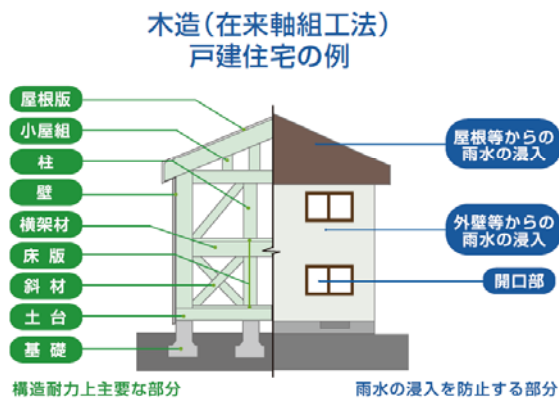 木造(在来軸組工法)
戸建住宅の例
屋根版
小屋組
柱
壁
横架材
床版
斜材
土台
基礎
屋根等からの
雨水の浸入
外壁等からの
雨水の浸入
開口部
構造耐力上主要な部分
雨水の浸入を防止する部分